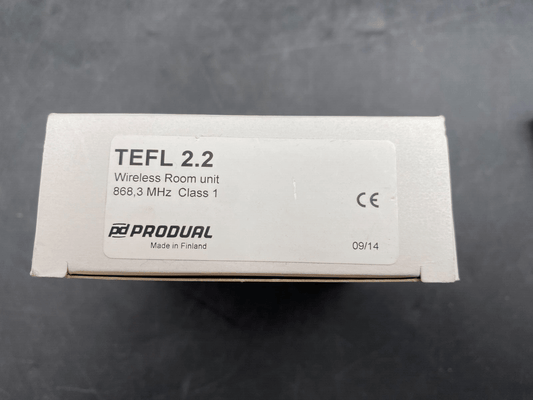 TEFL 2.2
Wireless Room unit
868,3 MHz Class 1
CE
PRODUAL
Made in Finland
09/14